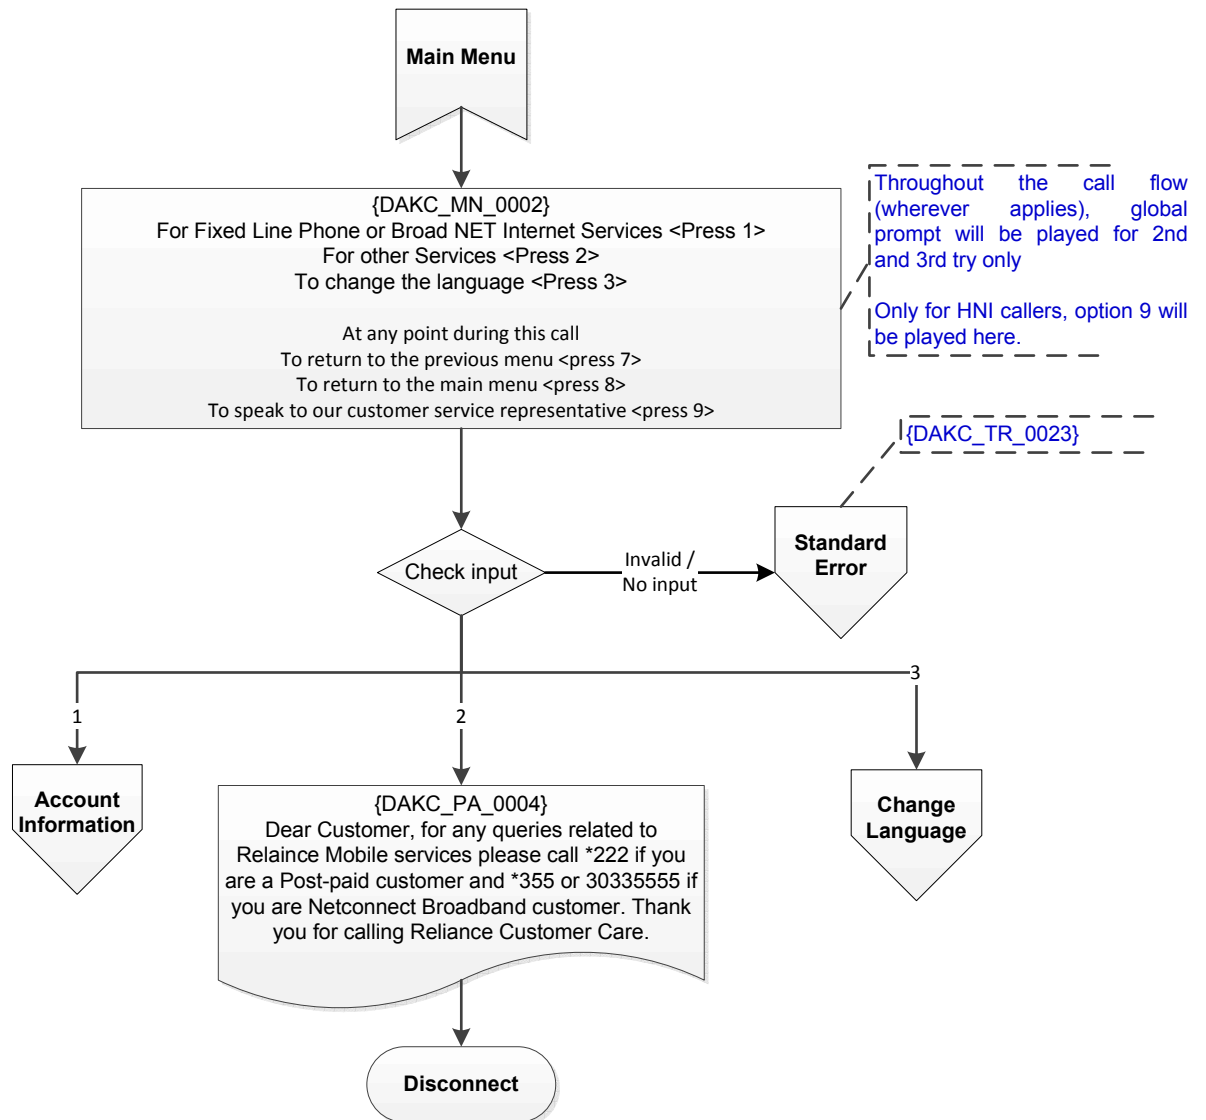 Main Menu
{DAKC_MN_0002}
For Fixed Line Phone or Broad NET Internet Services <Press 1>
For other Services <Press 2>
To change the language <Press 3>
At any point during this call
To return to the previous menu <press 7>
To return to the main menu <press 8>
To speak to our customer service representative <press 9>
Throughout the call flow
(wherever applies), global
prompt will be played for 2nd
and 3rd try only
Only for HNI callers, option 9 will
be played here.
{DAKC_TR_0023}
Check input
Invalid /
No input
Standard
Error
1
2
3
Account
Information
{DAKC_PA_0004}
Dear Customer, for any queries related to
Relaince Mobile services please call *222 if you
are a Post-paid customer and *355 or 30335555 if
you are Netconnect Broadband customer. Thank
you for calling Reliance Customer Care.
Change
Language
Disconnect